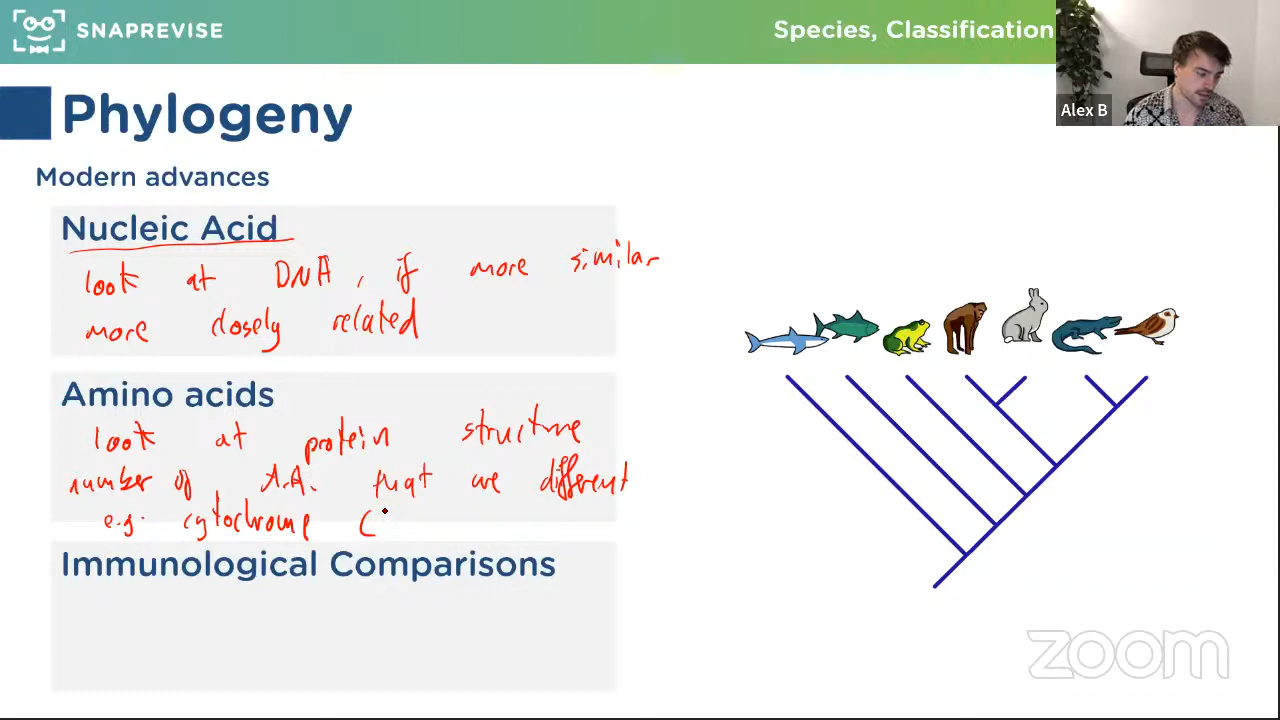 SNAPREVISE
Species, Classification
Alex B
Phylogeny
Modern advances
Nucleic Acid
look at DNA, if more similar
more closely related
Amino acids
look at protein structure
number of A.A. that are different
e.g. cytochrome C
Immunological Comparisons
zoom